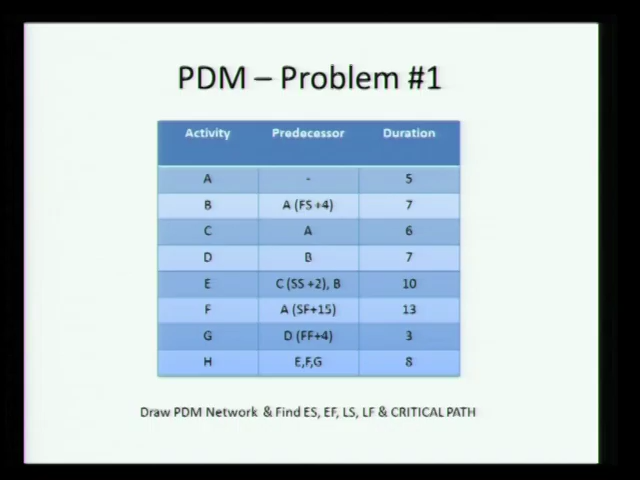 PDM – Problem #1
Activity Predecessor Duration
A - 5
B A (FS +4) 7
C A 6
D B 7
E C (SS +2), B 10
F A (SF+15) 13
G D (FF+4) 3
H E,F,G 8
Draw PDM Network & Find ES, EF, LS, LF & CRITICAL PATH